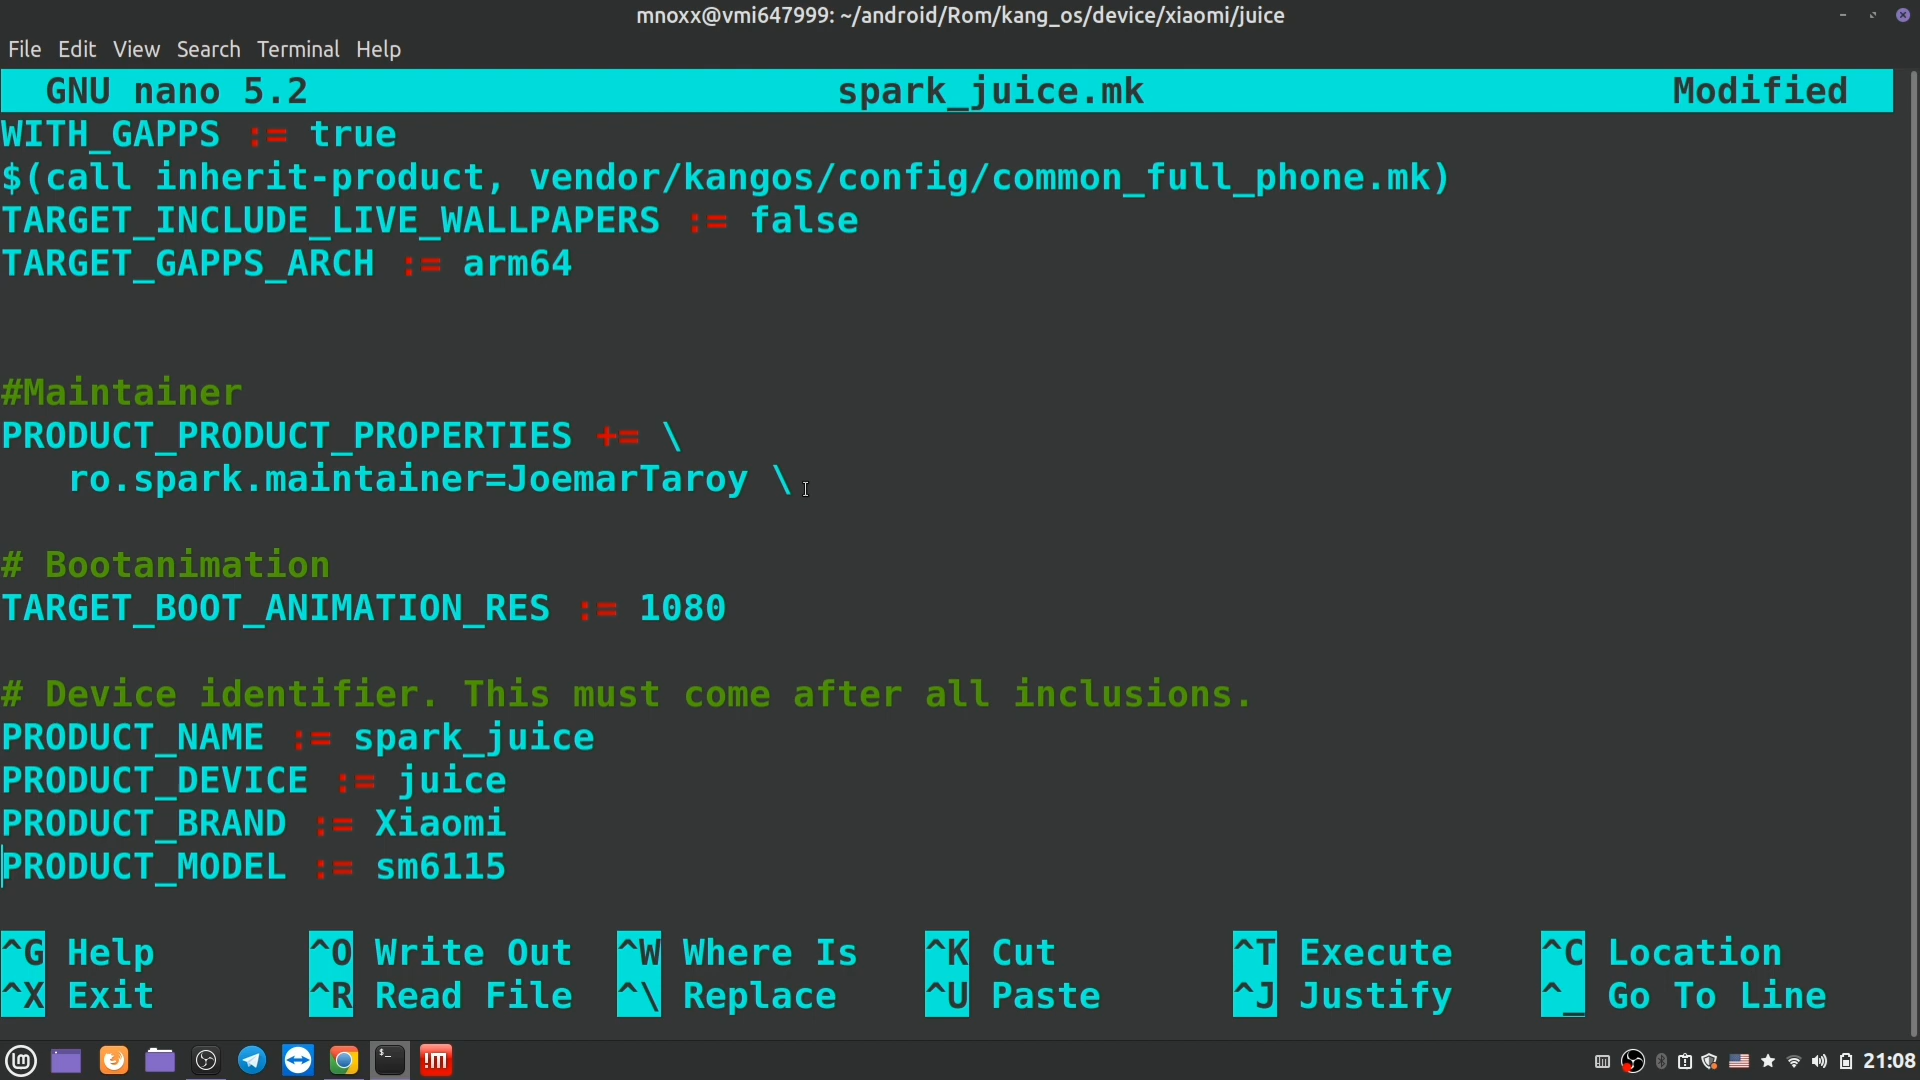 mnoxx@vmi647999: ~/android/Rom/kang_os/device/xiaomi/juice
File Edit View Search Terminal Help
GNU nano 5.2 spark_juice.mk Modified
WITH_GAPPS := true
$(call inherit-product, vendor/kangos/config/common_full_phone.mk)
TARGET_INCLUDE_LIVE_WALLPAPERS := false
TARGET_GAPPS_ARCH := arm64
#Maintainer
PRODUCT_PRODUCT_PROPERTIES += \
ro.spark.maintainer=JoemarTaroy \
# Bootanimation
TARGET_BOOT_ANIMATION_RES := 1080
# Device identifier. This must come after all inclusions.
PRODUCT_NAME := spark_juice
PRODUCT_DEVICE := juice
PRODUCT_BRAND := Xiaomi
PRODUCT_MODEL := sm6115
^G Help ^O Write Out ^W Where Is ^K Cut ^T Execute ^C Location
^X Exit ^R Read File ^\ Replace ^U Paste ^J Justify ^_ Go To Line
21:08